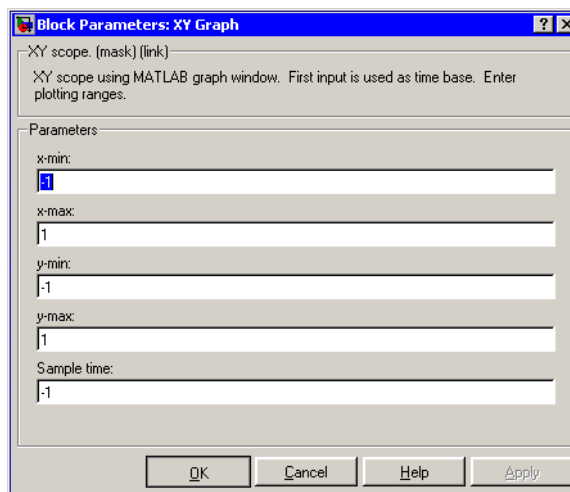 Block Parameters: XY Graph
XY scope. (mask) (link)
XY scope using MATLAB graph window. First input is used as time base. Enter
plotting ranges.
Parameters
x-min:
-1
x-max:
1
y-min:
-1
y-max:
1
Sample time:
-1
OK Cancel Help Apply